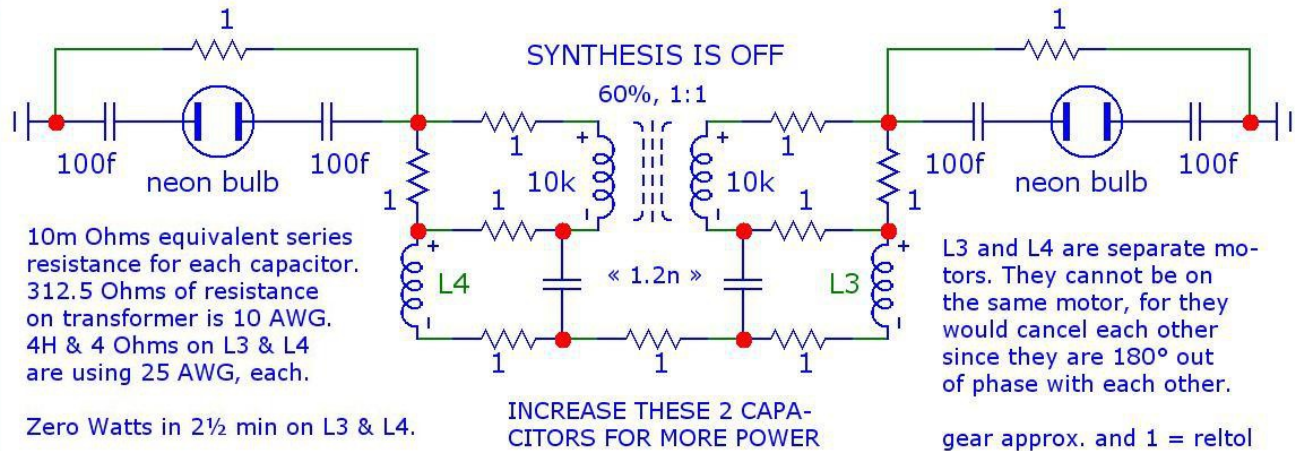 1
1
SYNTHESIS IS OFF
60%, 1:1
100f
100f
neon bulb
1
10k
10k
1
100f
100f
neon bulb
1
1
1
1
+
+
-
-
10m Ohms equivalent series
resistance for each capacitor.
312.5 Ohms of resistance
on transformer is 10 AWG.
4H & 4 Ohms on L3 & L4
are using 25 AWG, each.
Zero Watts in 2½ min on L3 & L4.
+
L4
-
« 1.2n »
L3
+
-
1
1
1
INCREASE THESE 2 CAPA-
CITORS FOR MORE POWER
L3 and L4 are separate mo-
tors. They cannot be on
the same motor, for they
would cancel each other
since they are 180° out
of phase with each other.
gear approx. and 1 = reltol